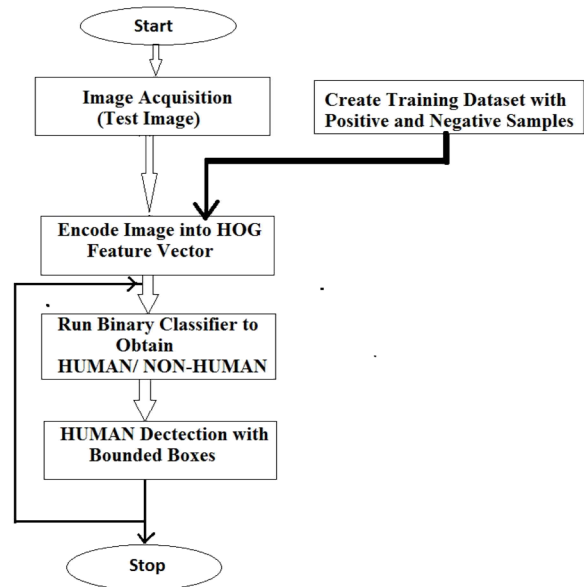 Start
Image Acquisition
(Test Image)
Create Training Dataset with
Positive and Negative Samples
Encode Image into HOG
Feature Vector
Run Binary Classifier to
Obtain
HUMAN/ NON-HUMAN
HUMAN Dectection with
Bounded Boxes
Stop